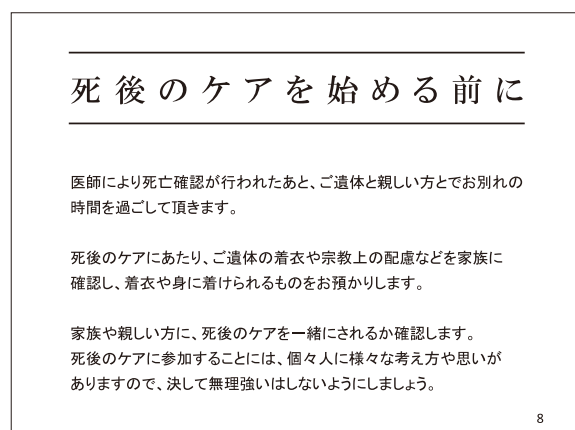 死後のケアを始める前に
医師により死亡確認が行われたあと、ご遺体と親しい方とでお別れの
時間を過ごして頂きます。
死後のケアにあたり、ご遺体の着衣や宗教上の配慮などを家族に
確認し、着衣や身に着けられるものをお預かりします。
家族や親しい方に、死後のケアを一緒にされるか確認します。
死後のケアに参加することには、個々人に様々な考え方や思いが
ありますので、決して無理強いはしないようにしましょう。
8